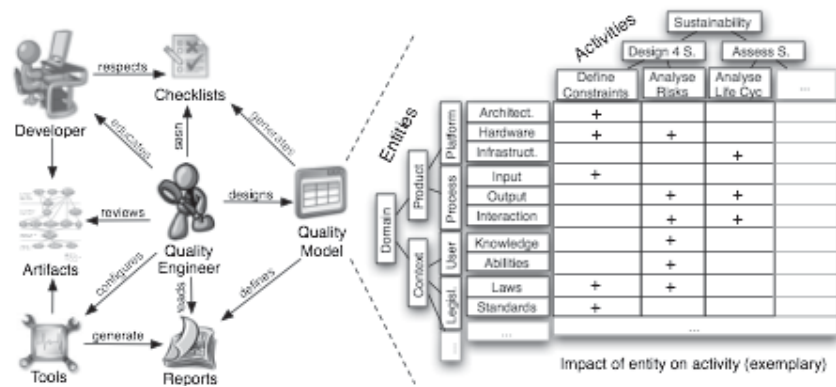 respects
Developer
Checklists
educates
uses
generates
reviews
designs
Artifacts
Quality
Engineer
Quality
Model
configures
reads
defines
generate
Tools
Reports
Activities
Sustainability
Design 4 S.
Assess S.
Define
Constraints
Analyse
Risks
Analyse
Life Cyc
...
Entities
Domain
Product
Context
Platform
Process
User
Legisl.
...
Architect. +
Hardware + +
Infrastruct. +
Input +
Output + +
Interaction + +
Knowledge +
Abilities +
Laws + +
Standards +
... ...
Impact of entity on activity (exemplary)